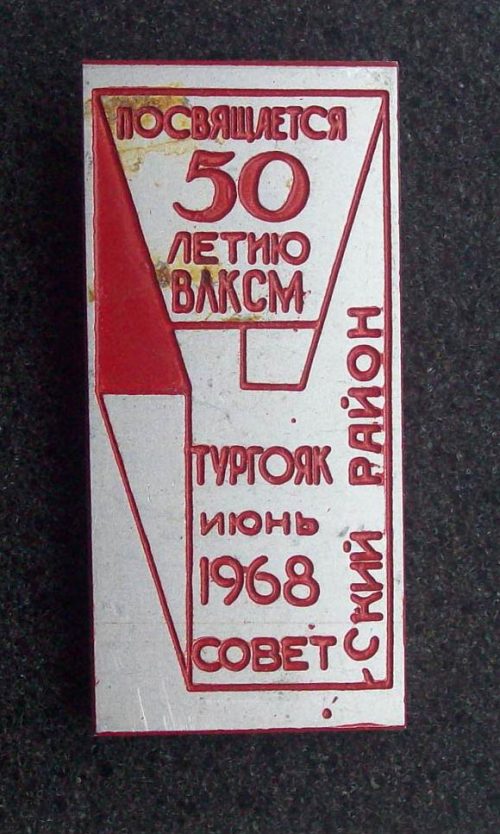 ПОСВЯЩАЕТСЯ
50
ЛЕТИЮ
ВЛКСМ
ТУРГОЯК
ИЮНЬ
1968
СОВЕТ-
СКИЙ РАЙОН